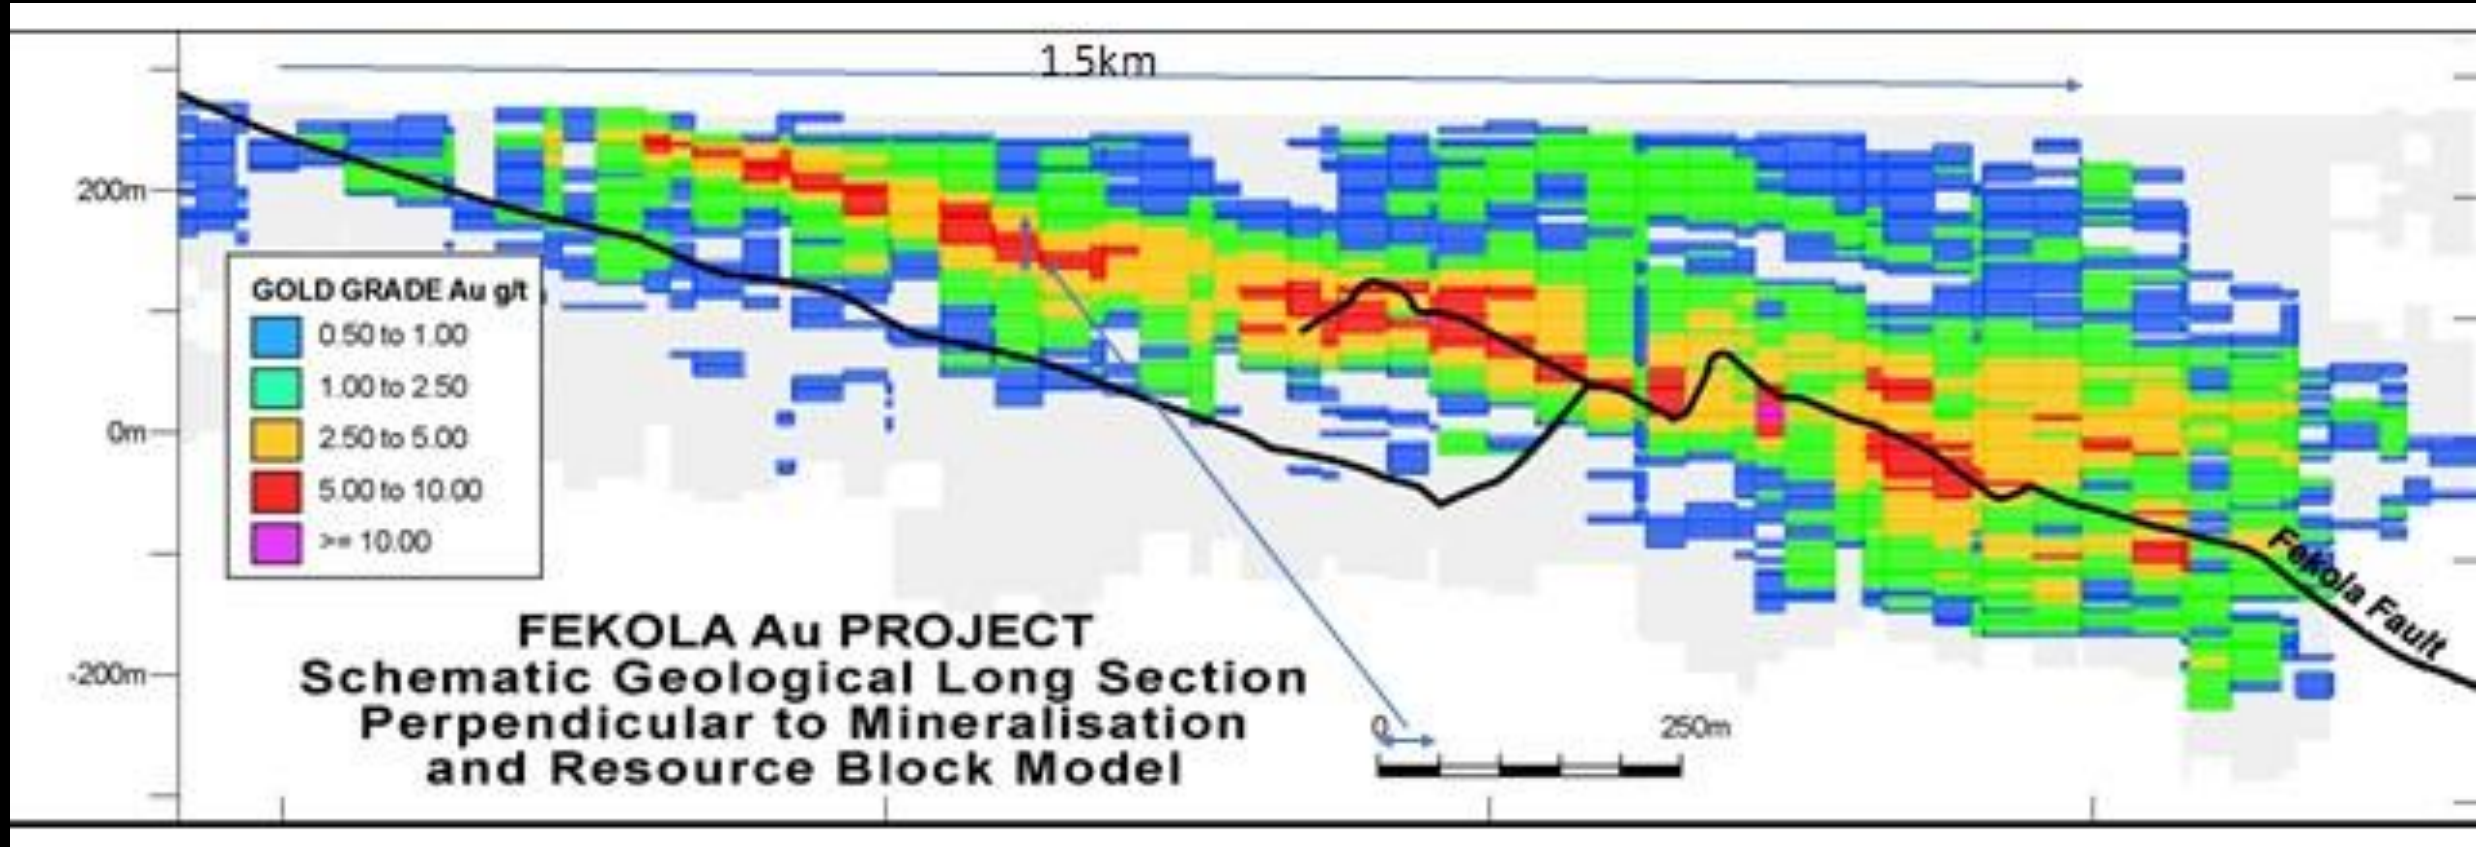 1.5km
200m
GOLD GRADE Au g/t
0.50 to 1.00
1.00 to 2.50
0m
2.50 to 5.00
5.00 to 10.00
>= 10.00
Fekola Fault
FEKOLA Au PROJECT
Schematic Geological Long Section
-200m
Perpendicular to Mineralisation
0 250m
and Resource Block Model